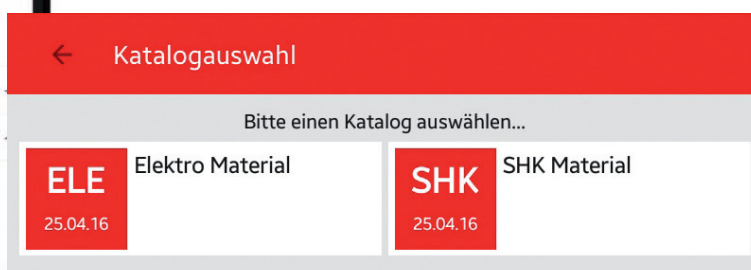 Katalogauswahl
Bitte einen Katalog auswählen...
ELE
25.04.16
Elektro Material
SHK
25.04.16
SHK Material